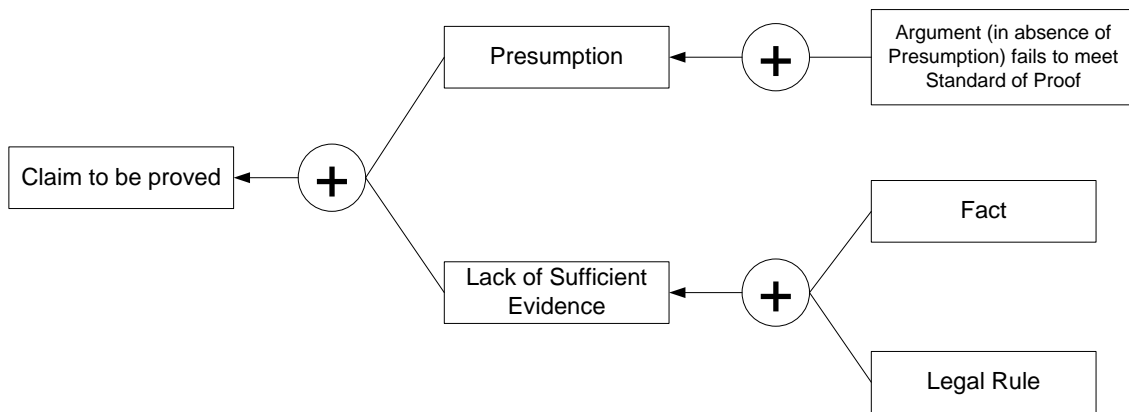 Presumption
+
Argument (in absence of
Presumption) fails to meet
Standard of Proof
Claim to be proved
+
Fact
Lack of Sufficient
Evidence
+
Legal Rule